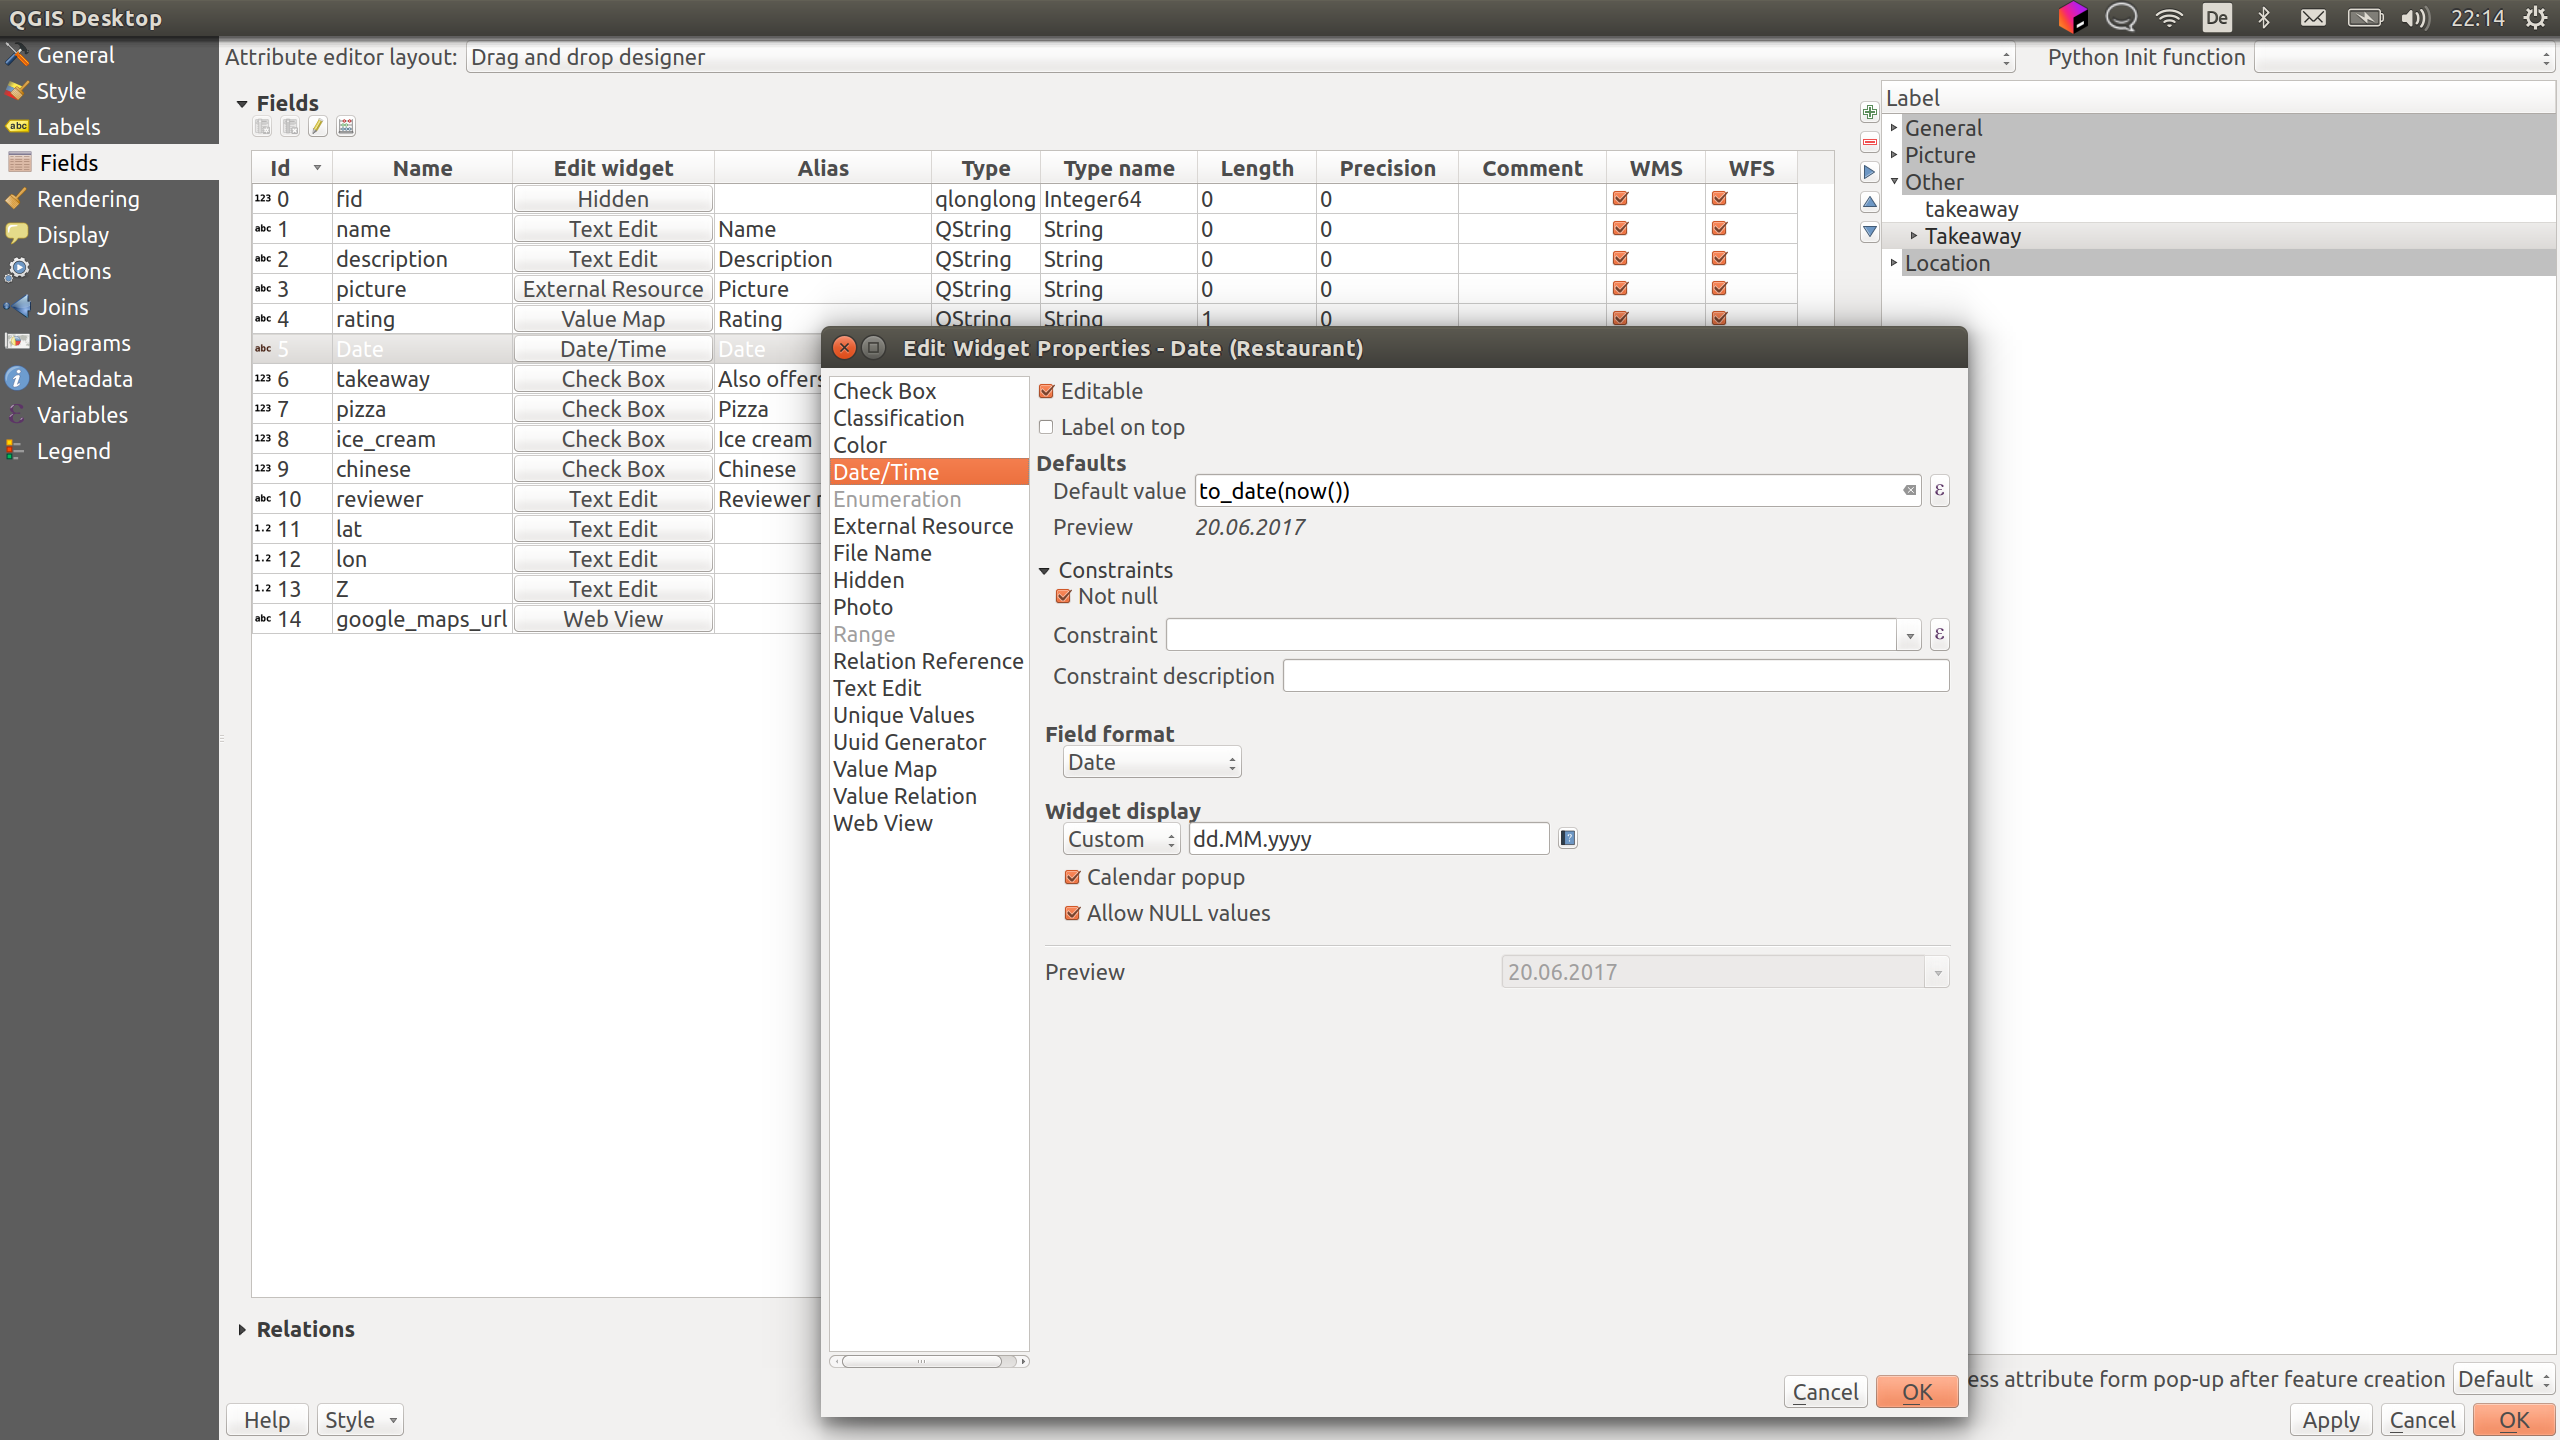 QGIS Desktop De 22:14
General
Style
Labels
Fields
Rendering
Display
Actions
Joins
Diagrams
Metadata
Variables
Legend
Attribute editor layout: Drag and drop designer Python Init function
Fields
Id Name Edit widget Alias Type Type name Length Precision Comment WMS WFS
123 0 fid Hidden qlonglong Integer64 0 0
abc 1 name Text Edit Name QString String 0 0
abc 2 description Text Edit Description QString String 0 0
abc 3 picture External Resource Picture QString String 0 0
abc 4 rating Value Map Rating QString String 1 0
abc 5 Date Date/Time Date
123 6 takeaway Check Box Also offers
123 7 pizza Check Box Pizza
123 8 ice_cream Check Box Ice cream
123 9 chinese Check Box Chinese
abc 10 reviewer Text Edit Reviewer
1.2 11 lat Text Edit
1.2 12 lon Text Edit
1.2 13 Z Text Edit
abc 14 google_maps_url Web View
Relations
Help Style
Label
General
Picture
Other
takeaway
Takeaway
Location
Edit Widget Properties - Date (Restaurant)
Check Box
Classification
Color
Date/Time
Enumeration
External Resource
File Name
Hidden
Photo
Range
Relation Reference
Text Edit
Unique Values
Uuid Generator
Value Map
Value Relation
Web View
Editable
Label on top
Defaults
Default value to_date(now()) ε
Preview 20.06.2017
Constraints
Not null
Constraint ε
Constraint description
Field format
Date
Widget display
Custom dd.MM.yyyy
Calendar popup
Allow NULL values
Preview 20.06.2017
Cancel OK
ess attribute form pop-up after feature creation Default
Apply Cancel OK